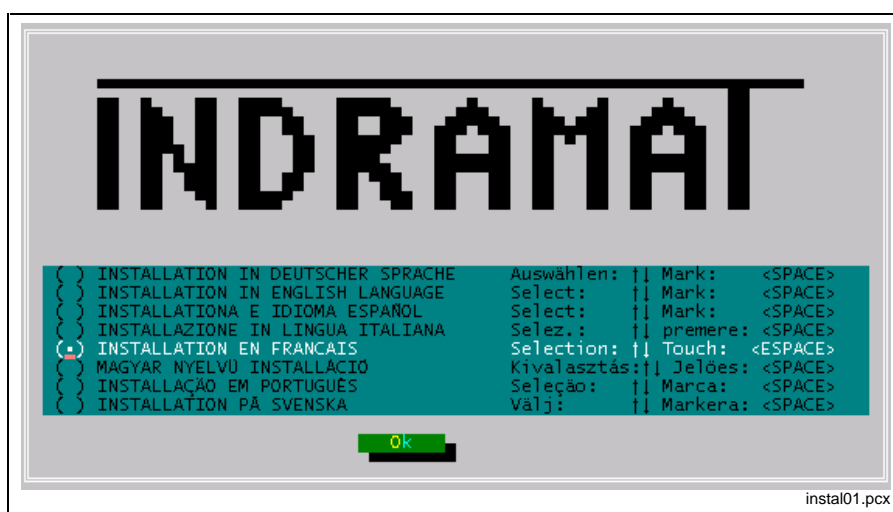 INDRAMAT
( ) INSTALLATION IN DEUTSCHER SPRACHE Auswählen: ↑↓ Mark: <SPACE>
( ) INSTALLATION IN ENGLISH LANGUAGE Select: ↑↓ Mark: <SPACE>
( ) INSTALLATIONA E IDIOMA ESPAÑOL Select: ↑↓ Mark: <SPACE>
( ) INSTALLAZIONE IN LINGUA ITALIANA Selez.: ↑↓ premere: <SPACE>
(▪) INSTALLATION EN FRANCAIS Selection: ↑↓ Touch: <ESPACE>
( ) MAGYAR NYELVÜ INSTALLÁCIÓ Kivalasztás:↑↓ Jelöes: <SPACE>
( ) INSTALLAÇÃO EM PORTUGUÊS Seleção: ↑↓ Marca: <SPACE>
( ) INSTALLATION PÅ SVENSKA Välj: ↑↓ Markera: <SPACE>
Ok
instal01.pcx